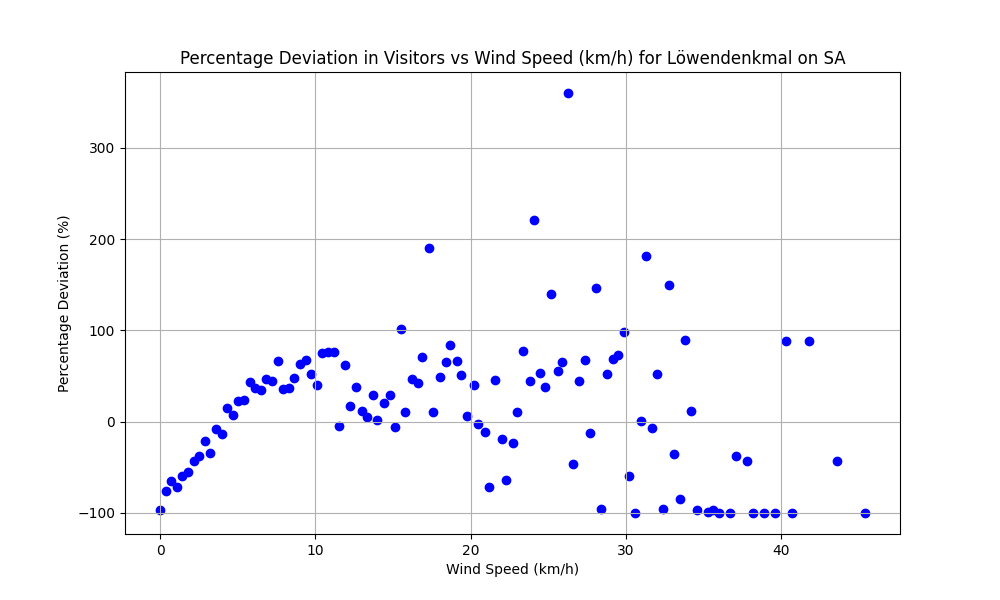 Percentage Deviation in Visitors vs Wind Speed (km/h) for Löwendenkmal on SA
Percentage Deviation (%)
300
200
100
0
−100
0 10 20 30 40
Wind Speed (km/h)